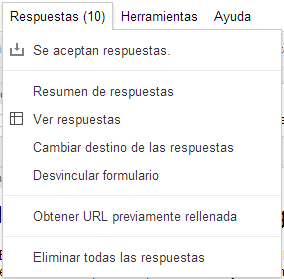 Respuestas (10) Herramientas Ayuda
Se aceptan respuestas.
Resumen de respuestas
Ver respuestas
Cambiar destino de las respuestas
Desvincular formulario
Obtener URL previamente rellenada
Eliminar todas las respuestas